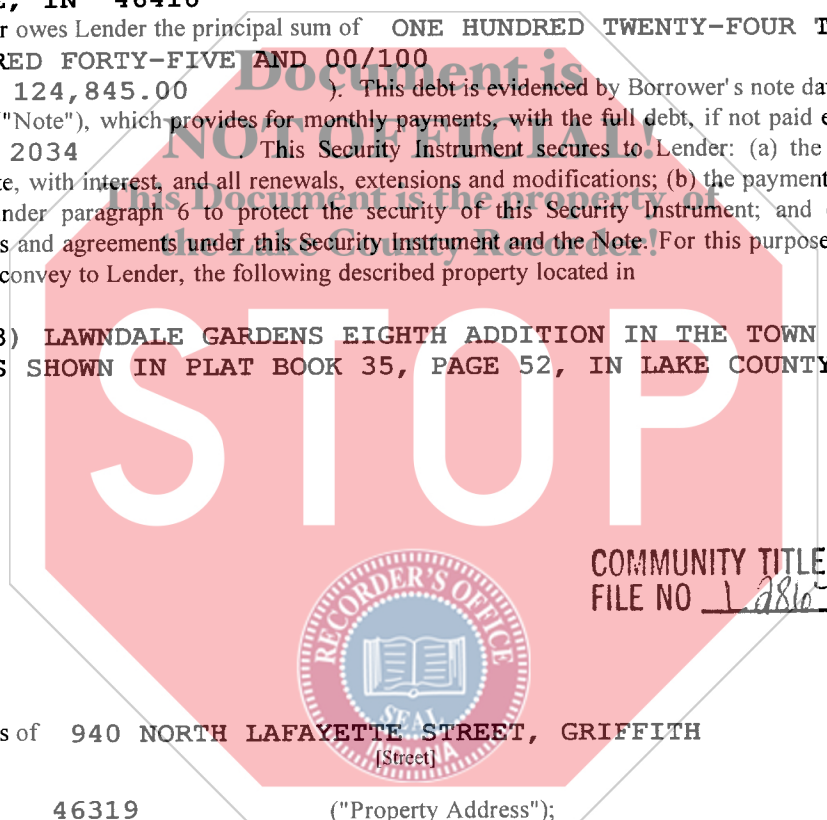 E, IN 46410
r owes Lender the principal sum of ONE HUNDRED TWENTY-FOUR T
RED FORTY-FIVE AND 00/100
124,845.00 ). This debt is evidenced by Borrower's note da
("Note"), which provides for monthly payments, with the full debt, if not paid e
2034 . This Security Instrument secures to Lender: (a) the
te, with interest, and all renewals, extensions and modifications; (b) the payment
under paragraph 6 to protect the security of this Security Instrument; and
s and agreements under this Security Instrument and the Note. For this purpose
convey to Lender, the following described property located in
Document is
NOT OFFICIAL!
This Document is the property of
the Lake County Recorder!
3) LAWNDALE GARDENS EIGHTH ADDITION IN THE TOWN
S SHOWN IN PLAT BOOK 35, PAGE 52, IN LAKE COUNTY
STOP
COMMUNITY TITLE
FILE NO
RECORDER'S OFFICE
SEAL
INDIANA
s of 940 NORTH LAFAYETTE STREET, GRIFFITH
[Street]
46319 ("Property Address");